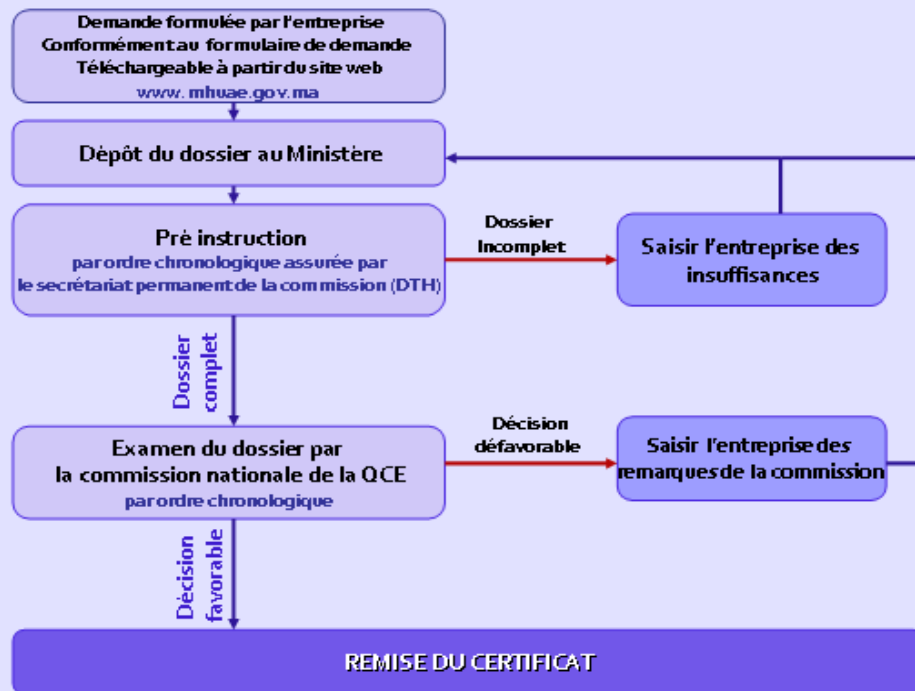 Demande formulée par l'entreprise
Conformément au formulaire de demande
Téléchargeable à partir du site web
www. mhuae.gov.ma
Dépôt du dossier au Ministère
Pré instruction
par ordre chronologique assurée par
le secrétariat permanent de la commission (DTH)
Dossier
Incomplet
Saisir l'entreprise des
insuffisances
Dossier
complet
Examen du dossier par
la commission nationale de la QCE
par ordre chronologique
Décision
défavorable
Saisir l'entreprise des
remarques de la commission
Décision
favorable
REMISE DU CERTIFICAT